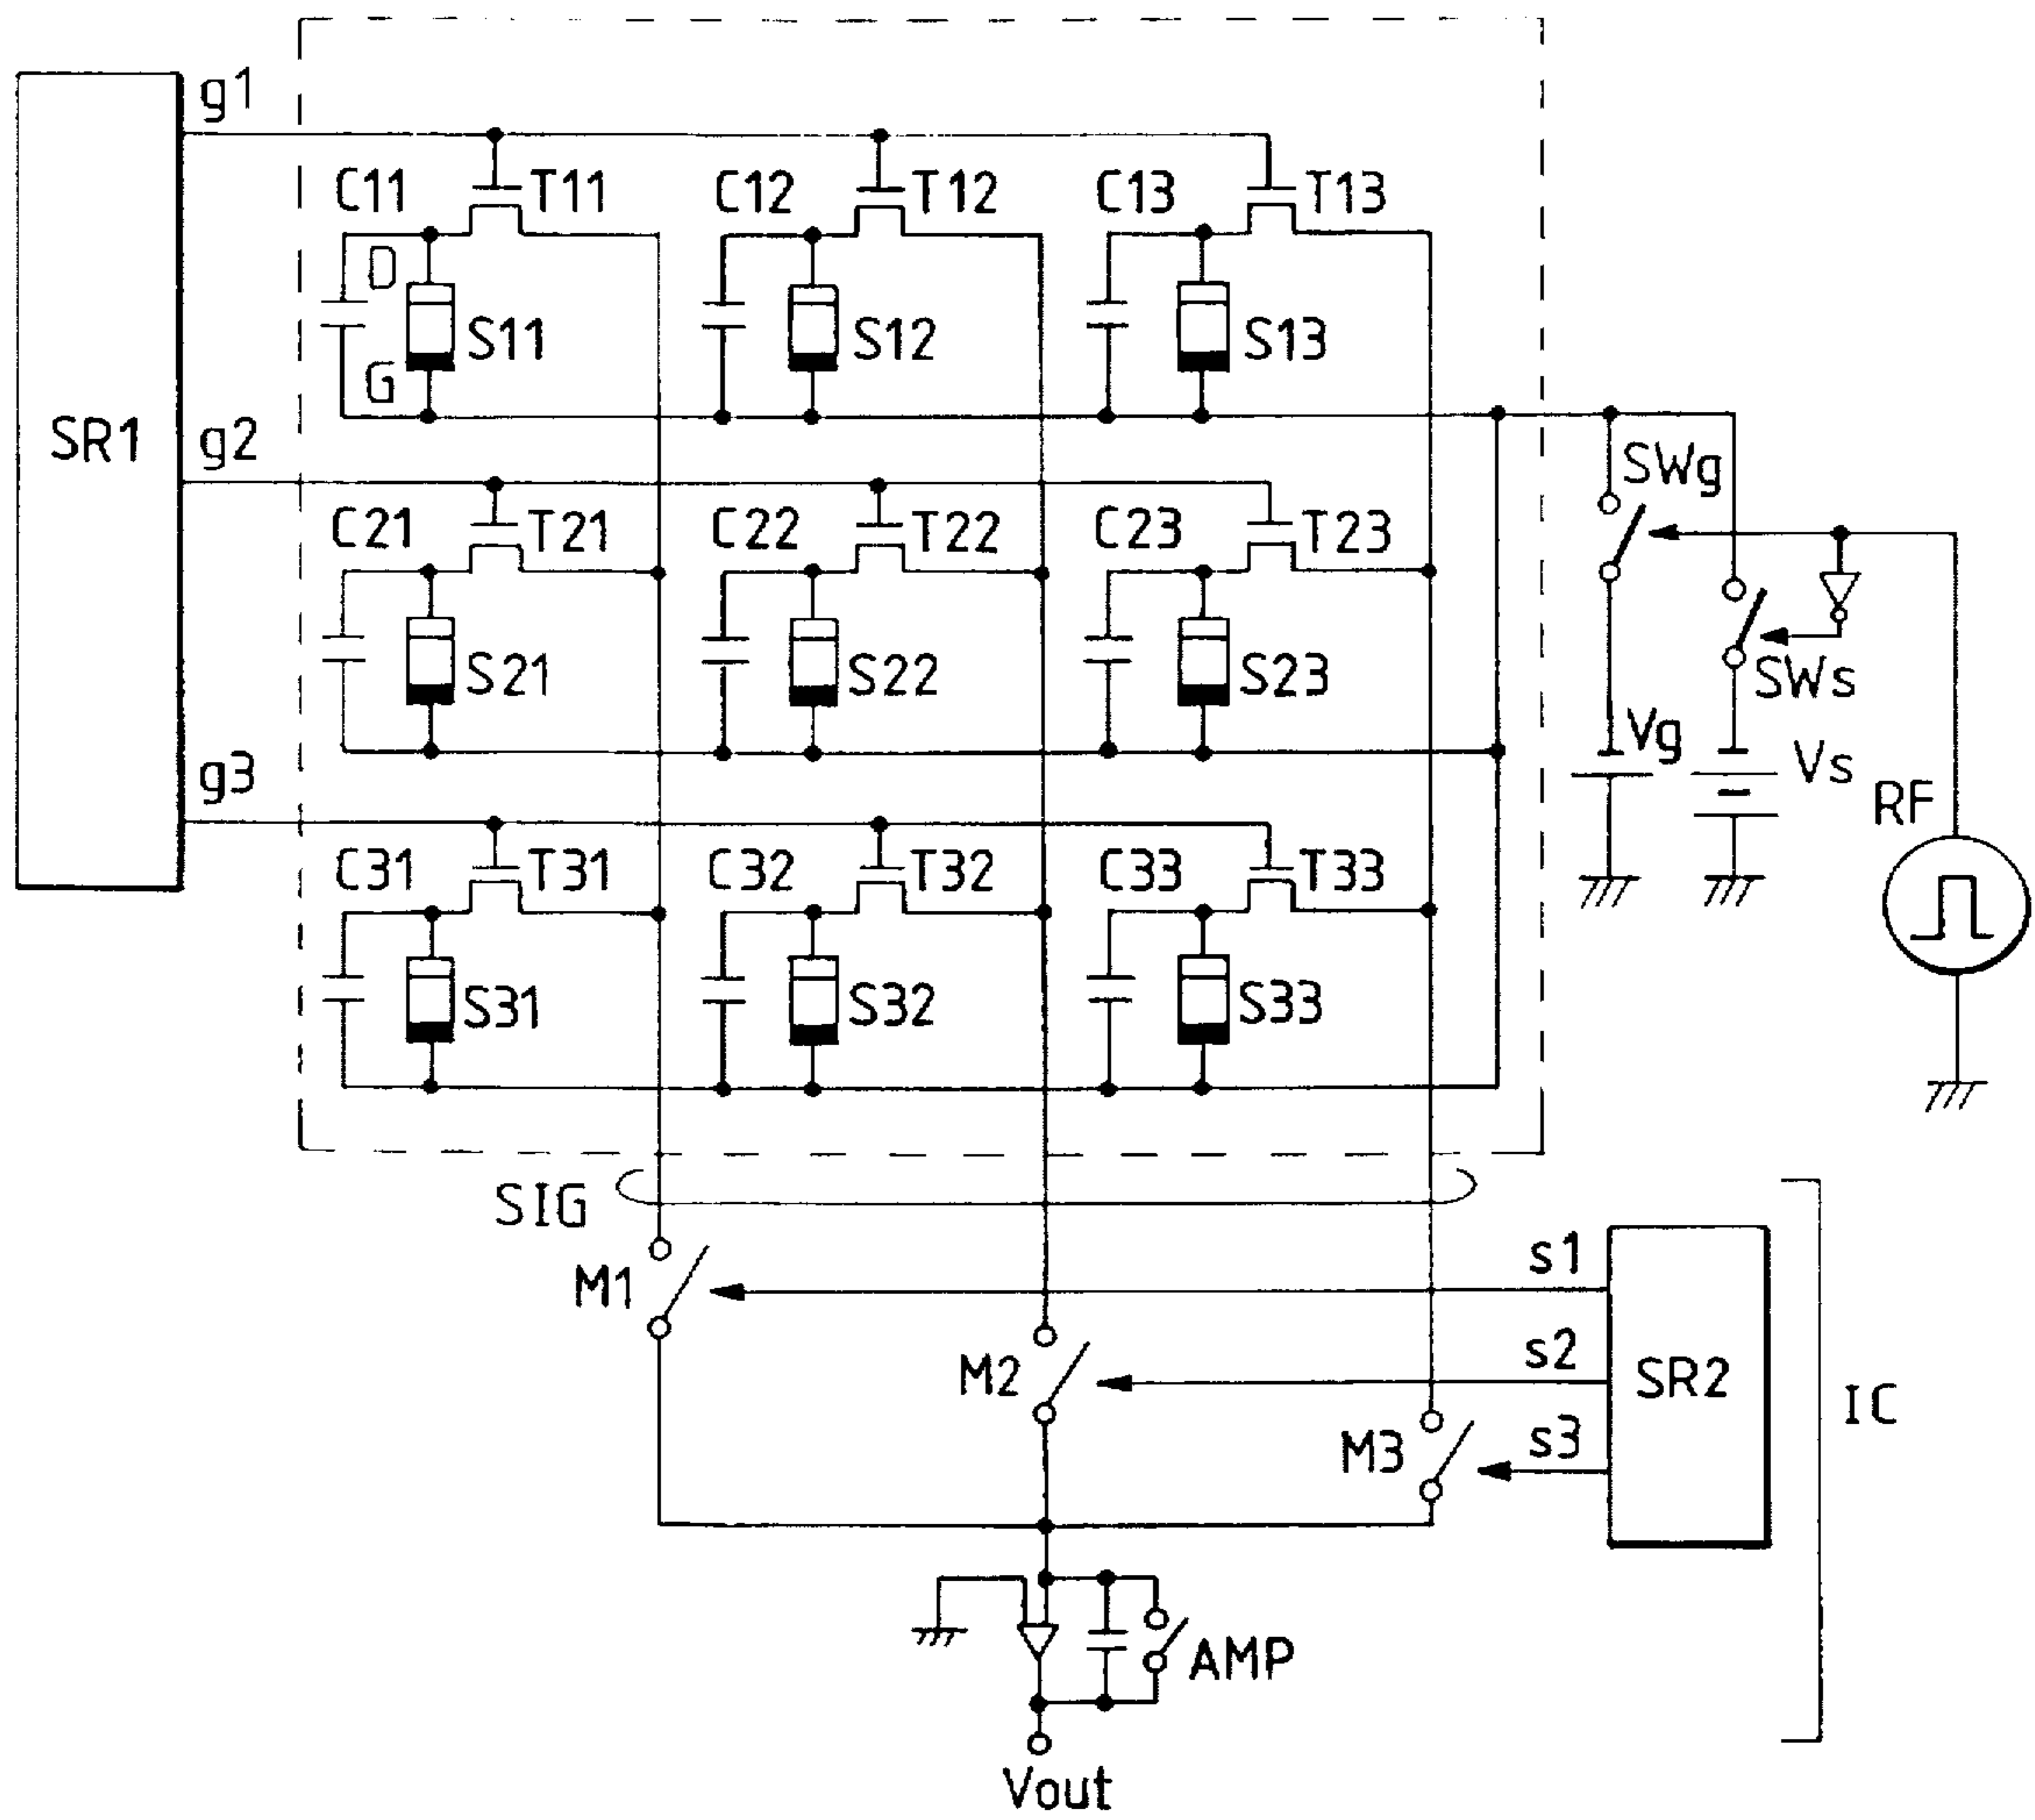 g1
C11 T11 C12 T12 C13 T13
D
S11 S12 S13
G
SR1 g2 SWg
C21 T21 C22 T22 C23 T23
S21 S22 S23 SWs
Vg Vs
g3 RF
C31 T31 C32 T32 C33 T33
S31 S32 S33
SIG
s1
M1
s2
M2 SR2 IC
s3
M3
AMP
Vout